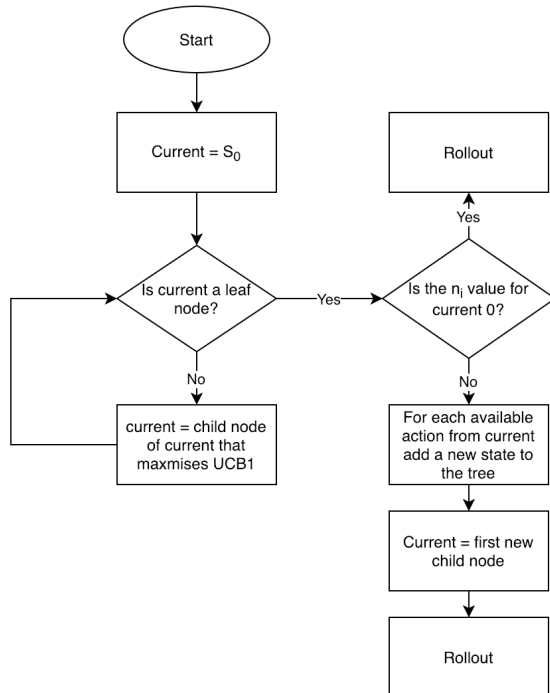 Start
Current = S₀
Is current a leaf
node?
No
current = child node
of current that
maxmises UCB1
Yes
Is the nᵢ value for
current 0?
Yes
Rollout
No
For each available
action from current
add a new state to
the tree
Current = first new
child node
Rollout